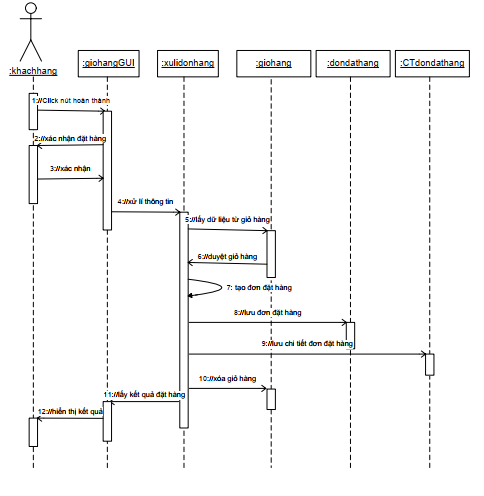 :khachhang
:giohangGUI
:xulidonhang
:giohang
:dondathang
:CTdondathang
1://Click nút hoàn thành
2://xác nhận đặt hàng
3://xác nhận
4://xử lí thông tin
5://lấy dữ liệu từ giỏ hàng
6://duyệt giỏ hàng
7: tạo đơn đặt hàng
8://lưu đơn đặt hàng
9://lưu chi tiết đơn đặt hàng
10://xóa giỏ hàng
11://lấy kết quả đặt hàng
12://hiển thị kết quả